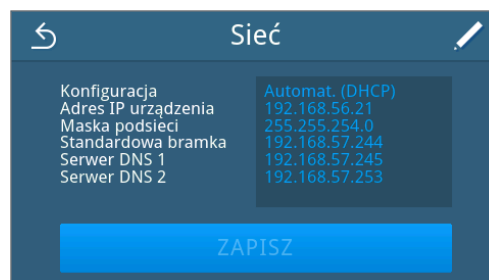 Sieć
Konfiguracja Automat. (DHCP)
Adres IP urządzenia 192.168.56.21
Maska podsieci 255.255.254.0
Standardowa bramka 192.168.57.244
Serwer DNS 1 192.168.57.245
Serwer DNS 2 192.168.57.253
ZAPISZ